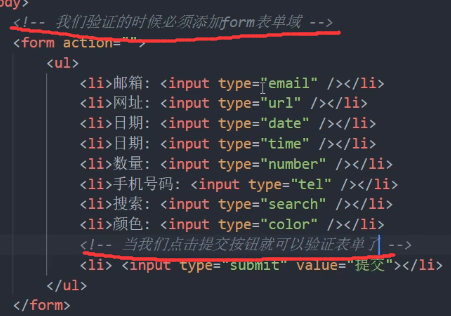 body>
<!-- 我们验证的时候必须添加form表单域 -->
<form action="">
<ul>
<li>邮箱: <input type="email" /></li>
<li>网址: <input type="url" /></li>
<li>日期: <input type="date" /></li>
<li>日期: <input type="time" /></li>
<li>数量: <input type="number" /></li>
<li>手机号码: <input type="tel" /></li>
<li>搜索: <input type="search" /></li>
<li>颜色: <input type="color" /></li>
<!-- 当我们点击提交按钮就可以验证表单了 -->
<li> <input type="submit" value="提交"></li>
</ul>
</form>